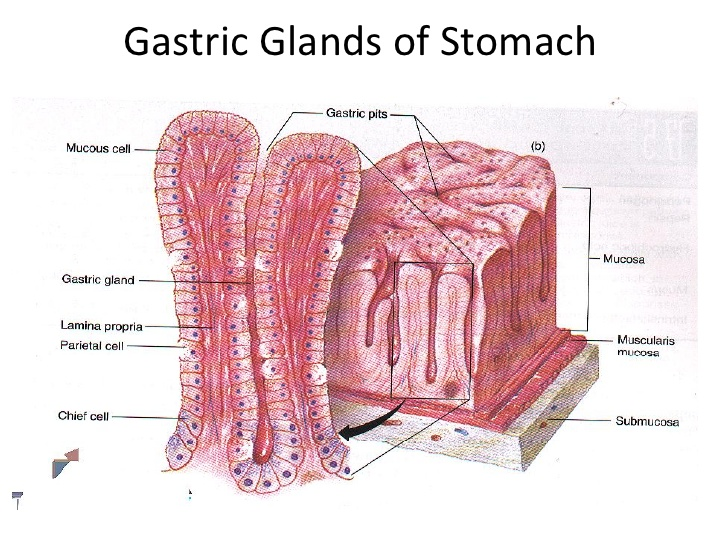 Gastric Glands of Stomach
Gastric pits
Mucous cell
(b)
Mucosa
Gastric gland
Lamina propria
Parietal cell
Muscularis
mucosa
Chief cell
Submucosa